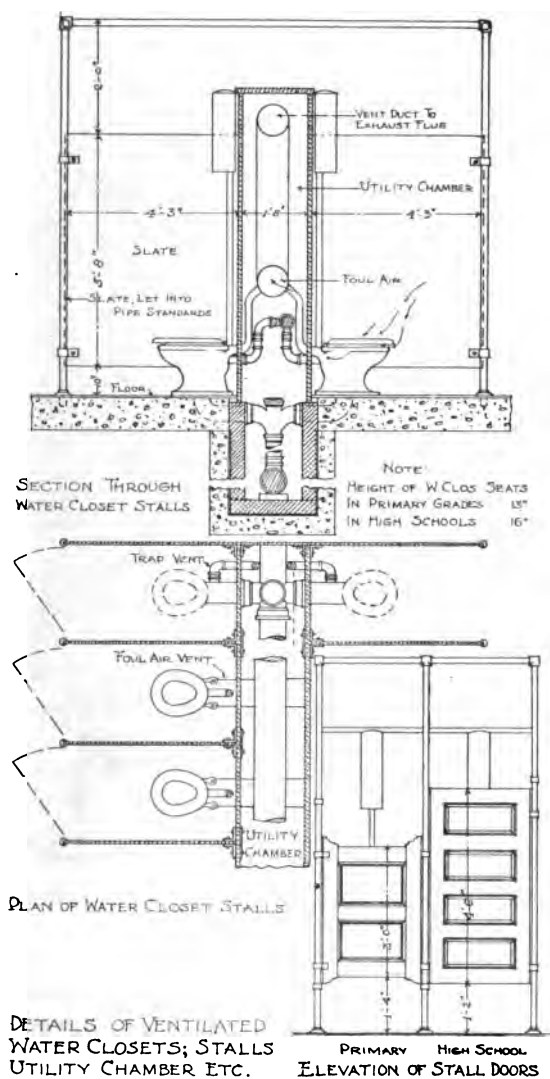 2'-0"
VENT DUCT TO
EXHAUST FLUE
UTILITY CHAMBER
4'-3"
1'-8"
4'-3"
SLATE
5'-8"
FOUL AIR
SLATE, LET INTO
PIPE STANDARDS
FLOOR
SECTION THROUGH
WATER CLOSET STALLS
NOTE
HEIGHT OF W. CLOS SEATS
IN PRIMARY GRADES 13"
IN HIGH SCHOOLS 16"
TRAP VENT
FOUL AIR VENT
UTILITY
CHAMBER
PLAN OF WATER CLOSET STALLS
3'-0"
1'-4"
1'-2"
DETAILS OF VENTILATED
WATER CLOSETS; STALLS
UTILITY CHAMBER ETC.
PRIMARY HIGH SCHOOL
ELEVATION OF STALL DOORS